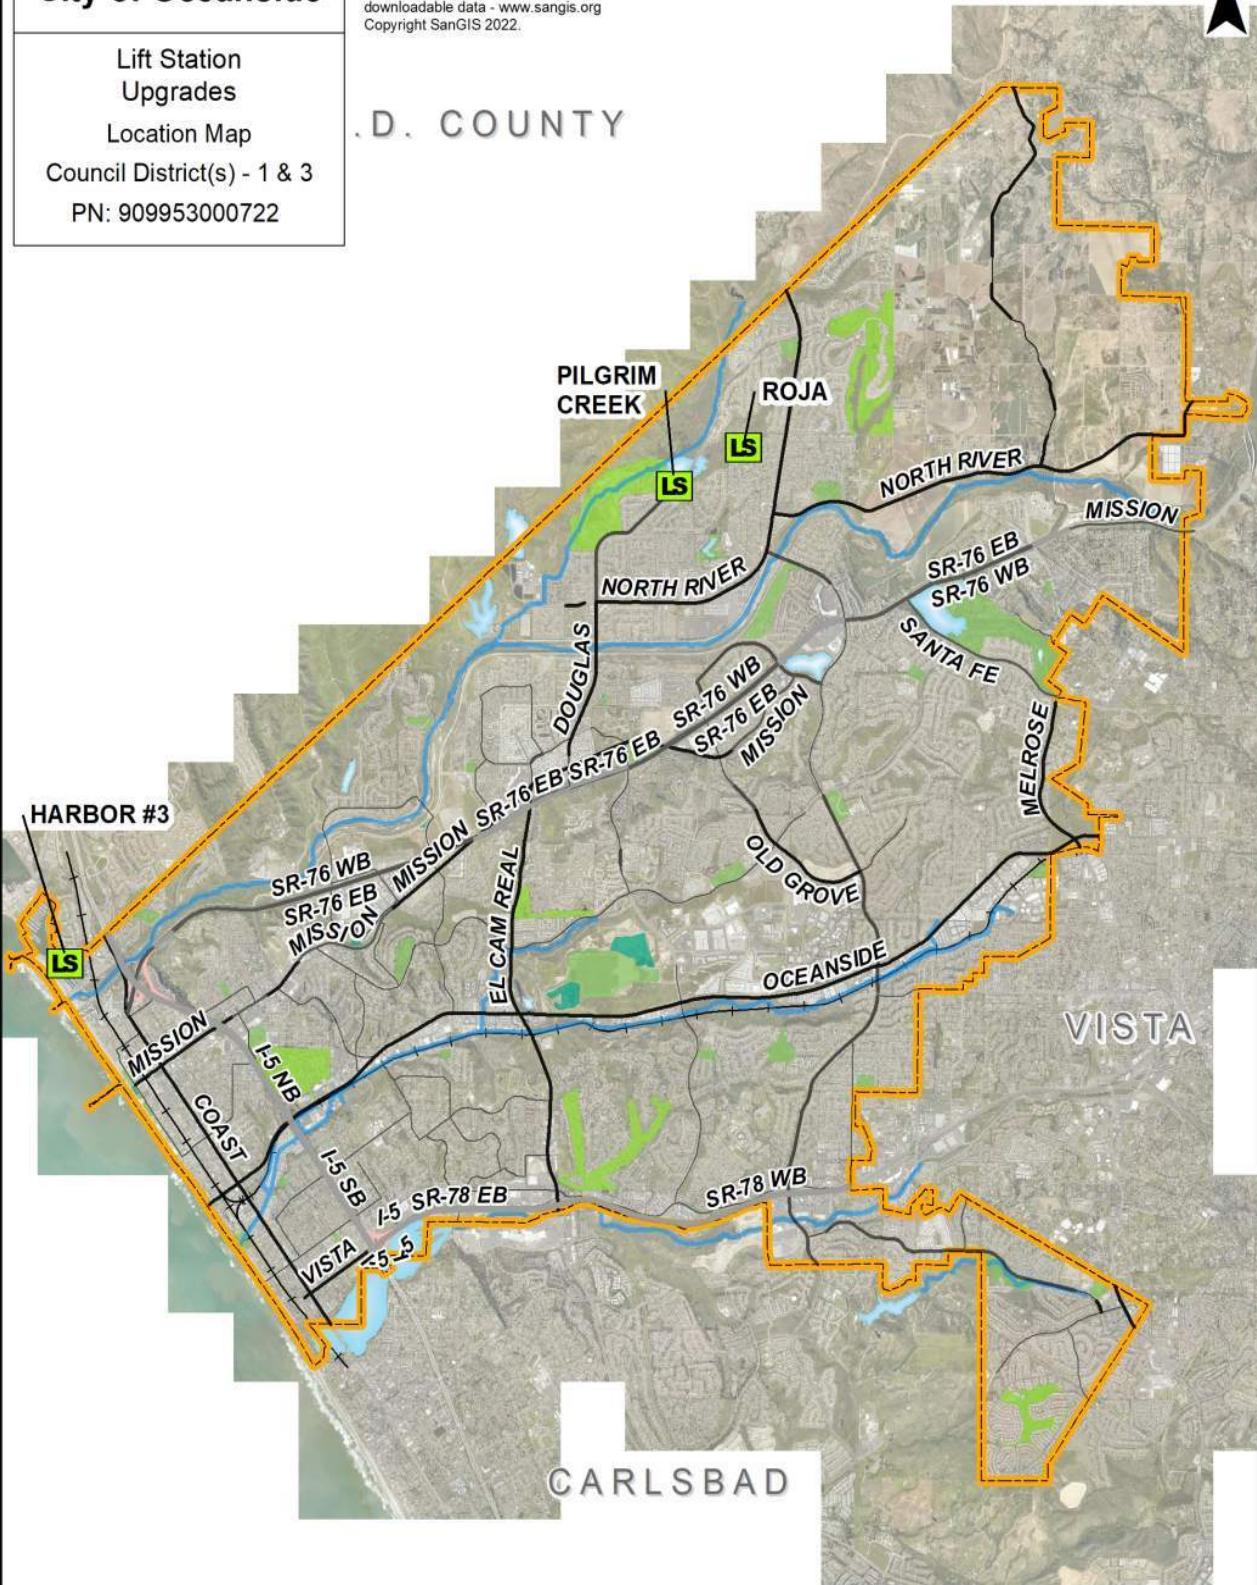 City of Oceanside
downloadable data - www.sangis.org
Copyright SanGIS 2022.
Lift Station
Upgrades
Location Map
Council District(s) - 1 & 3
PN: 909953000722
.D. COUNTY
PILGRIM
CREEK
ROJA
LS
LS
NORTH RIVER
MISSION
SR-76 EB
SR-76 WB
NORTH RIVER
SANTA FE
DOUGLAS
SR-76 WB
SR-76 EB
MISSION
MELROSE
SR-76 EB
SR-76 EB
MISSION
HARBOR #3
OLD GROVE
SR-76 WB
SR-76 EB
MISSION
EL CAM REAL
LS
OCEANSIDE
VISTA
MISSION
I-5 NB
COAST
I-5 SB
SR-78 WB
I-5
SR-78 EB
VISTA
CARLSBAD